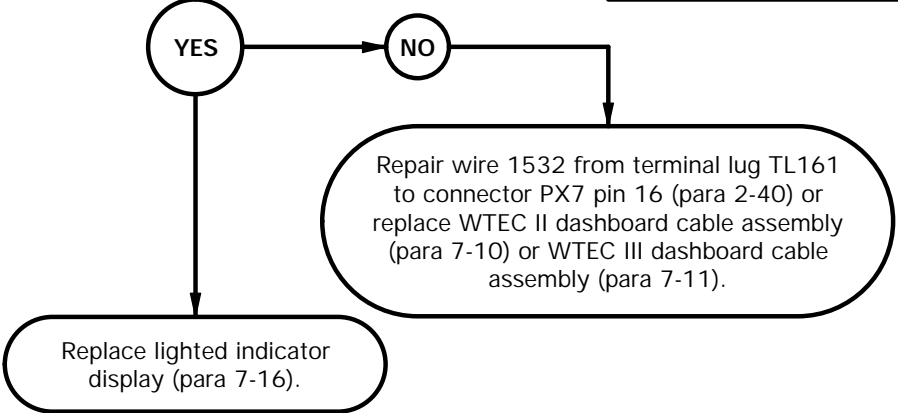 YES
NO
Repair wire 1532 from terminal lug TL161
to connector PX7 pin 16 (para 2-40) or
replace WTEC II dashboard cable assembly
(para 7-10) or WTEC III dashboard cable
assembly (para 7-11).
Replace lighted indicator
display (para 7-16).